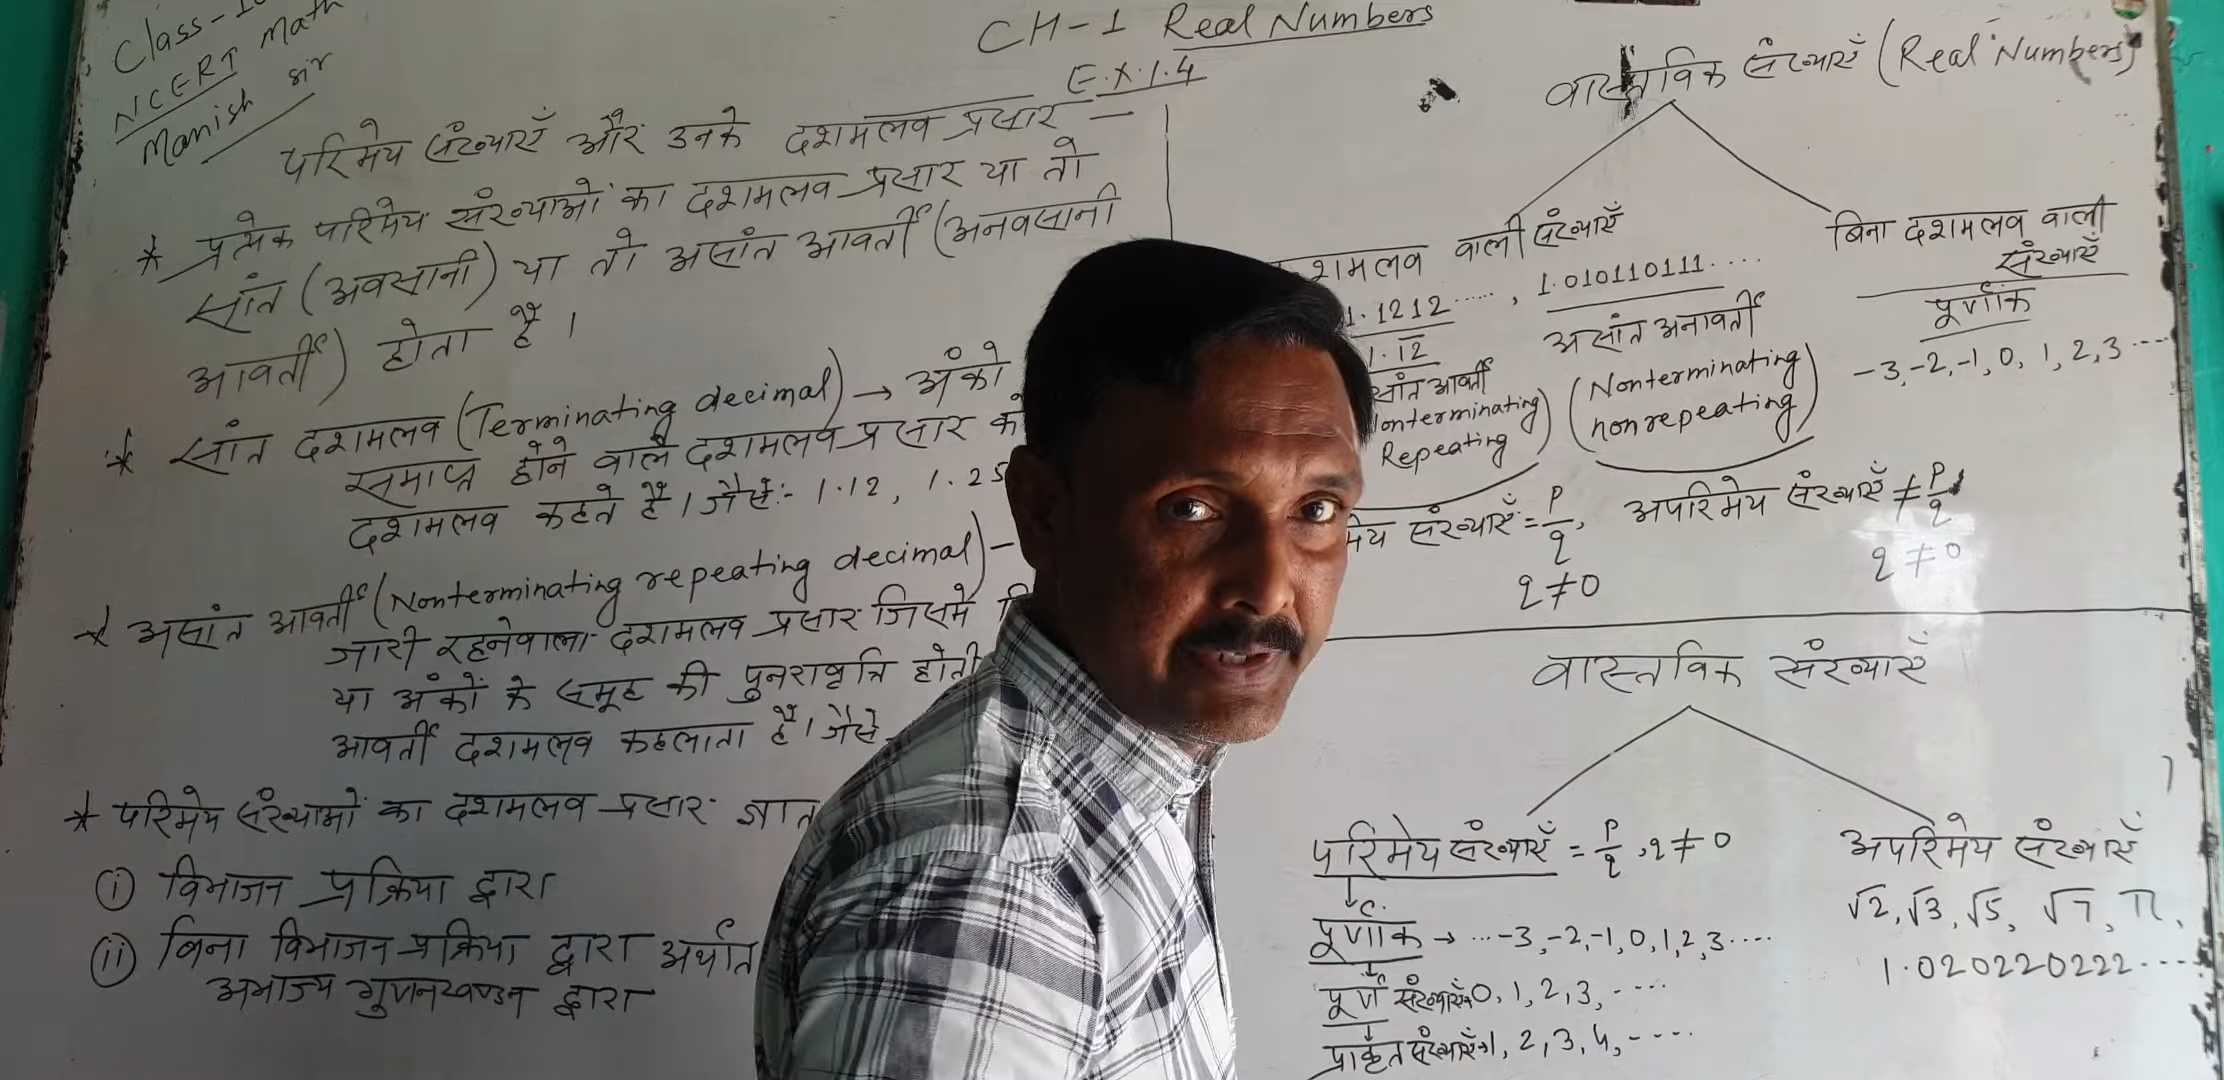 Class-10
NCERT Math
Manish sir
CH-1 Real Numbers
Ex.1.4
परिमेय संख्याएँ और उनके दशमलव प्रसार —
* प्रत्येक परिमेय संख्याओं का दशमलव प्रसार या तो
सांत (अवसानी) या तो असांत आवर्ती (अनवसानी
आवर्ती) होता है ।
* सांत दशमलव (Terminating decimal) → अंको
समाप्त होने वाले दशमलव प्रसार को
दशमलव कहते हैं । जैसे:- 1.12, 1.25
* असांत आवर्ती (Nonterminating repeating decimal) -
जारी रहनेवाला दशमलव प्रसार जिसमें
या अंकों के समूह की पुनरावृत्ति होती
आवर्ती दशमलव कहलाता है । जैसे-
* परिमेय संख्याओं का दशमलव प्रसार ज्ञात
(i) विभाजन प्रक्रिया द्वारा
(ii) बिना विभाजन प्रक्रिया द्वारा अर्थात
अभाज्य गुणनखण्डन द्वारा
वास्तविक संख्याएँ (Real Numbers)
शमलव वाली संख्याएँ
1.1212......, 1.010110111.....
1.1̅2̅
सांत आवर्ती
असांत अनावर्ती
onterminating
Repeating)
(Nonterminating
nonrepeating)
मेय संख्याएँ = p/q,
q≠0
अपरिमेय संख्याएँ ≠ p/q
q≠0
बिना दशमलव वाली
संख्याएँ
पूर्णांक
-3,-2,-1,0,1,2,3....
वास्तविक संख्याएँ
परिमेय संख्याएँ = p/q, q≠0
↓
पूर्णांक → ...-3,-2,-1,0,1,2,3....
↓
पूर्ण संख्याएँ→0,1,2,3,....
↓
प्राकृत संख्याएँ→1,2,3,4,....
अपरिमेय संख्याएँ
√2,√3,√5, √7, π,
1.020220222....